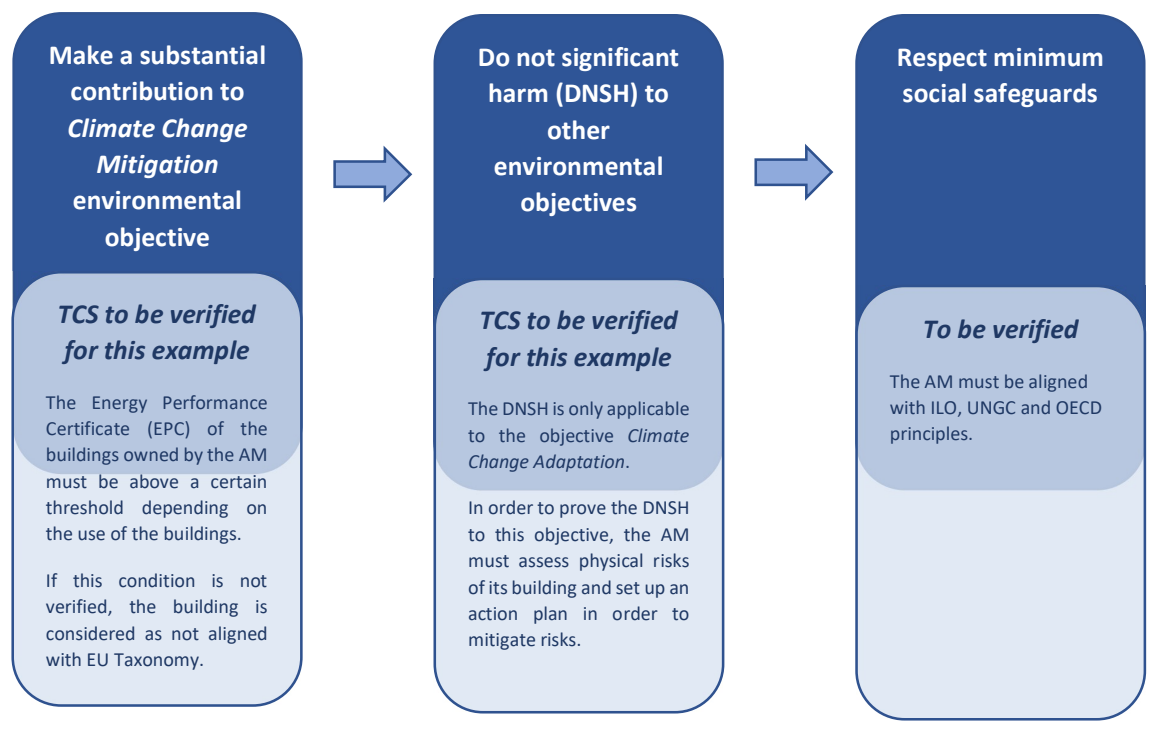 Make a substantial
contribution to
Climate Change
Mitigation
environmental
objective
TCS to be verified
for this example
The Energy Performance
Certificate (EPC) of the
buildings owned by the AM
must be above a certain
threshold depending on
the use of the buildings.
If this condition is not
verified, the building is
considered as not aligned
with EU Taxonomy.
Do not significant
harm (DNSH) to
other
environmental
objectives
TCS to be verified
for this example
The DNSH is only applicable
to the objective Climate
Change Adaptation.
In order to prove the DNSH
to this objective, the AM
must assess physical risks
of its building and set up an
action plan in order to
mitigate risks.
Respect minimum
social safeguards
To be verified
The AM must be aligned
with ILO, UNGC and OECD
principles.